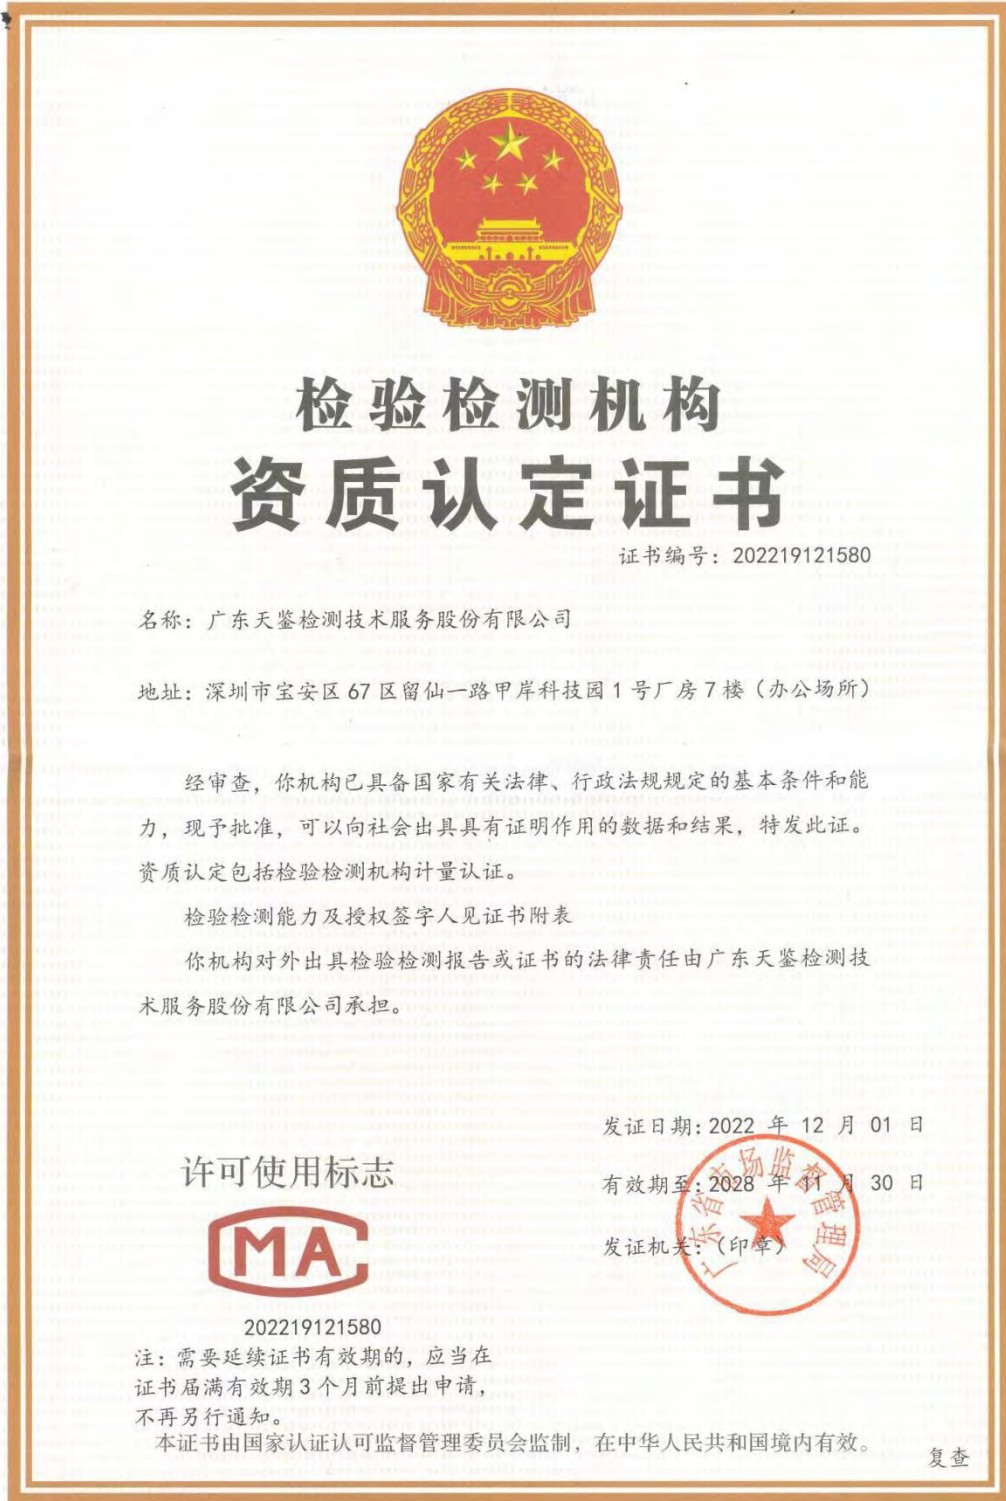 检验检测机构
资质认定证书
证书编号：202219121580
名称：广东天鉴检测技术服务股份有限公司
地址：深圳市宝安区67区留仙一路甲岸科技园1号厂房7楼（办公场所）
经审查，你机构已具备国家有关法律、行政法规规定的基本条件和能
力，现予批准，可以向社会出具具有证明作用的数据和结果，特发此证。
资质认定包括检验检测机构计量认证。
检验检测能力及授权签字人见证书附表
你机构对外出具检验检测报告或证书的法律责任由广东天鉴检测技
术服务股份有限公司承担。
发证日期：2022 年 12 月 01 日
有效期至：2028 年 11 月 30 日
发证机关：（印章）
广东省市场监督管理局
许可使用标志
MA
202219121580
注：需要延续证书有效期的，应当在
证书届满有效期3个月前提出申请，
不再另行通知。
本证书由国家认证认可监督管理委员会监制，在中华人民共和国境内有效。
复查